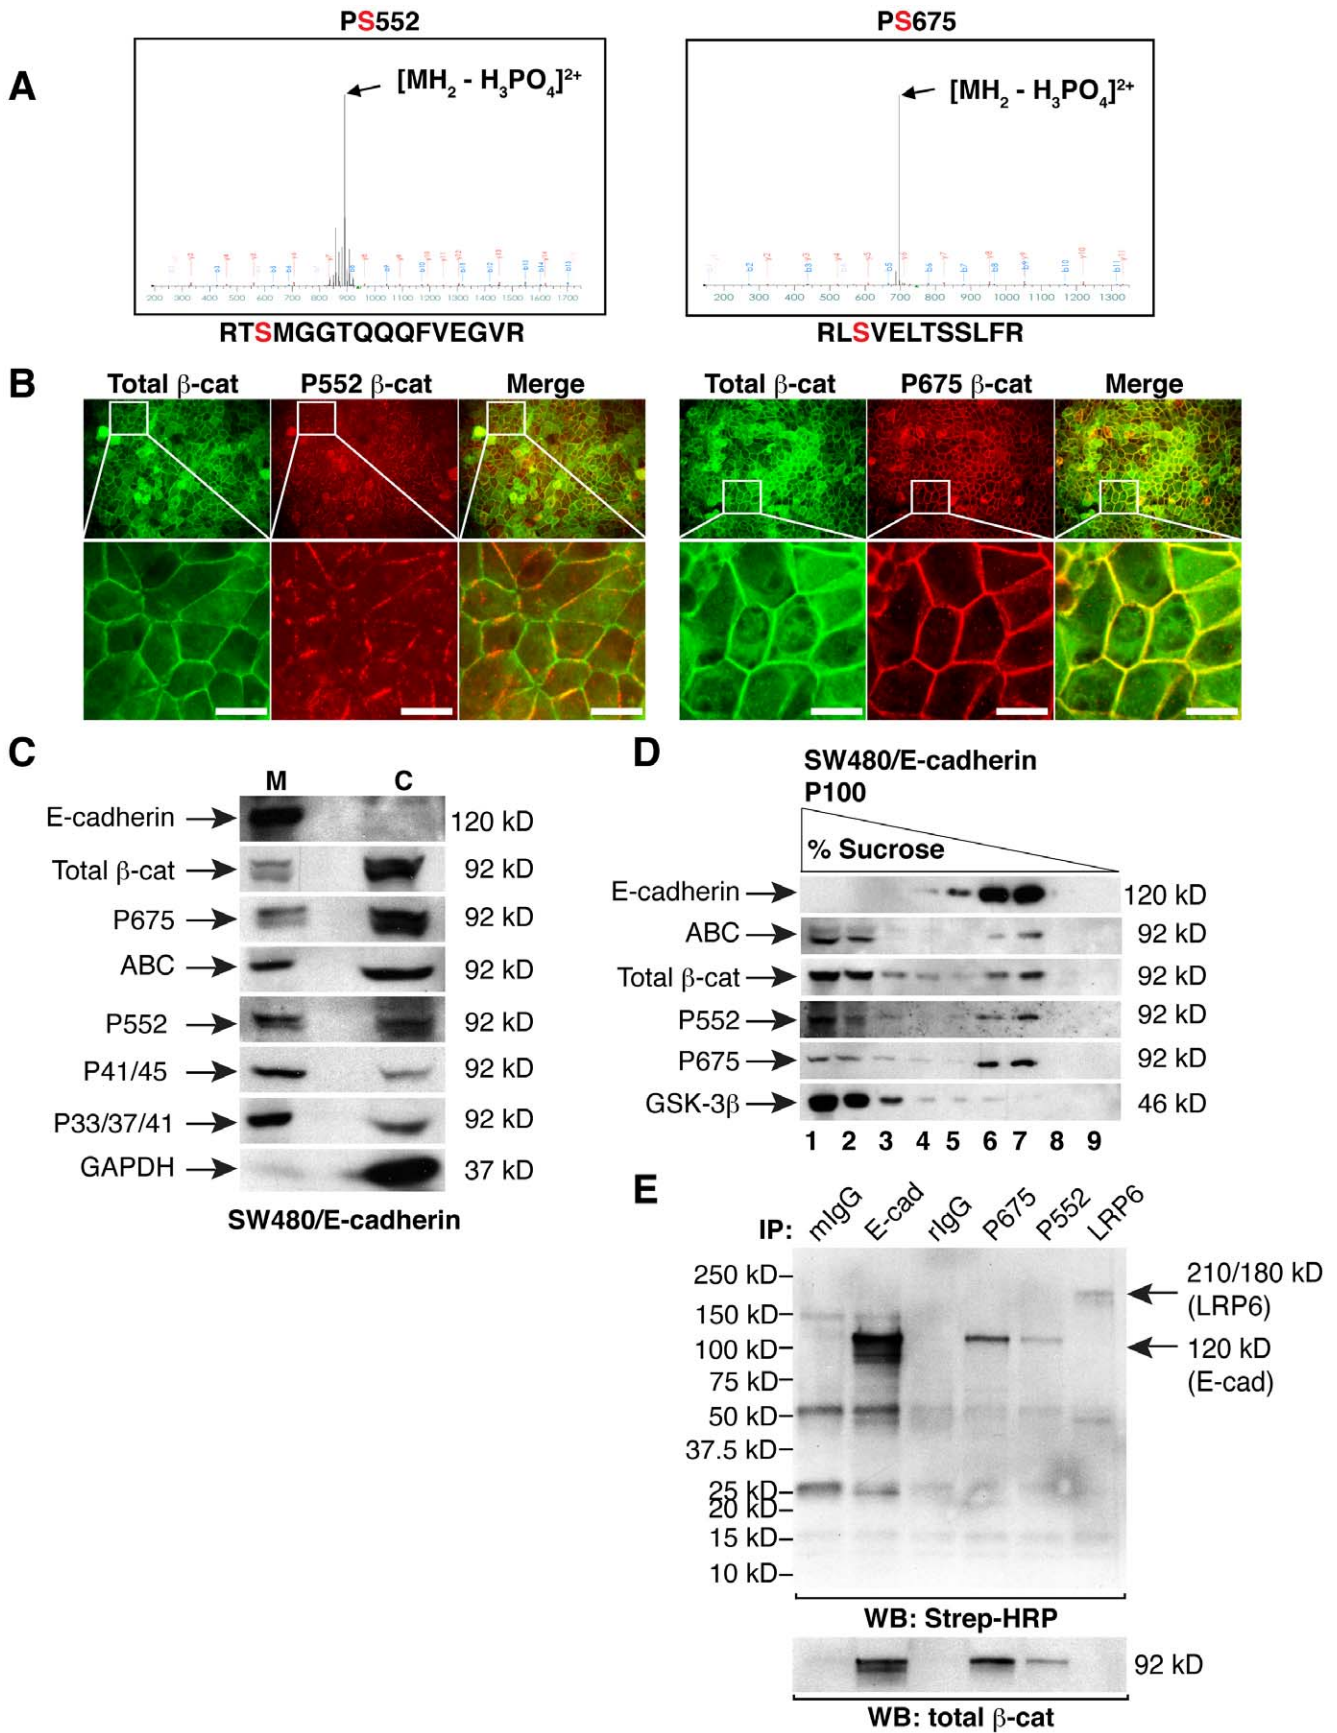 A
PS552
[MH2 - H3PO4]2+
200 300 400 500 600 700 800 900 1000 1100 1200 1300 1400 1500 1600 1700
RTSMGGTQQQFVEGVR
PS675
[MH2 - H3PO4]2+
200 300 400 500 600 700 800 900 1000 1100 1200 1300
RLSVELTSSLFR
B
Total β-cat P552 β-cat Merge
Total β-cat P675 β-cat Merge
C
M C
E-cadherin 120 kD
Total β-cat 92 kD
P675 92 kD
ABC 92 kD
P552 92 kD
P41/45 92 kD
P33/37/41 92 kD
GAPDH 37 kD
SW480/E-cadherin
D
SW480/E-cadherin
P100
% Sucrose
E-cadherin 120 kD
ABC 92 kD
Total β-cat 92 kD
P552 92 kD
P675 92 kD
GSK-3β 46 kD
1 2 3 4 5 6 7 8 9
E
IP: mIgG E-cad rIgG P675 P552 LRP6
250 kD
150 kD
100 kD
75 kD
50 kD
37.5 kD
25 kD
20 kD
15 kD
10 kD
210/180 kD
(LRP6)
120 kD
(E-cad)
WB: Strep-HRP
92 kD
WB: total β-cat